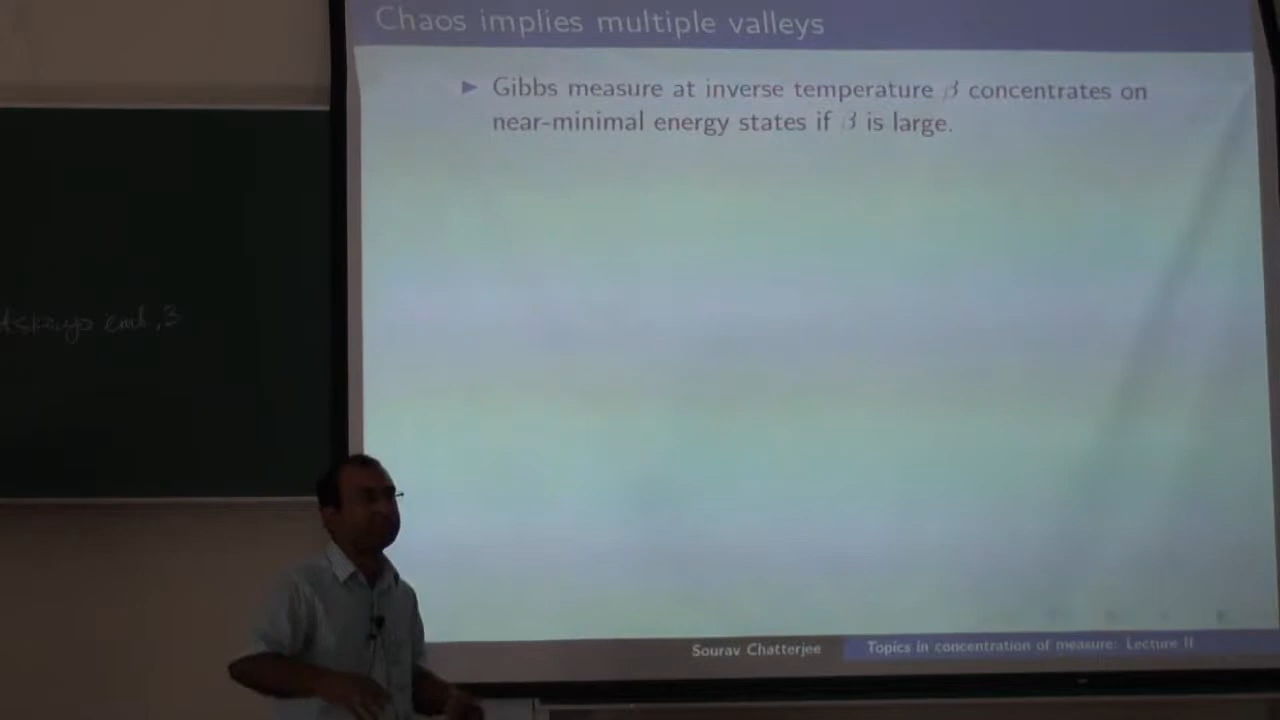 Chaos implies multiple valleys
▶ Gibbs measure at inverse temperature β concentrates on
near-minimal energy states if β is large.
Sourav Chatterjee
Topics in concentration of measure: Lecture II